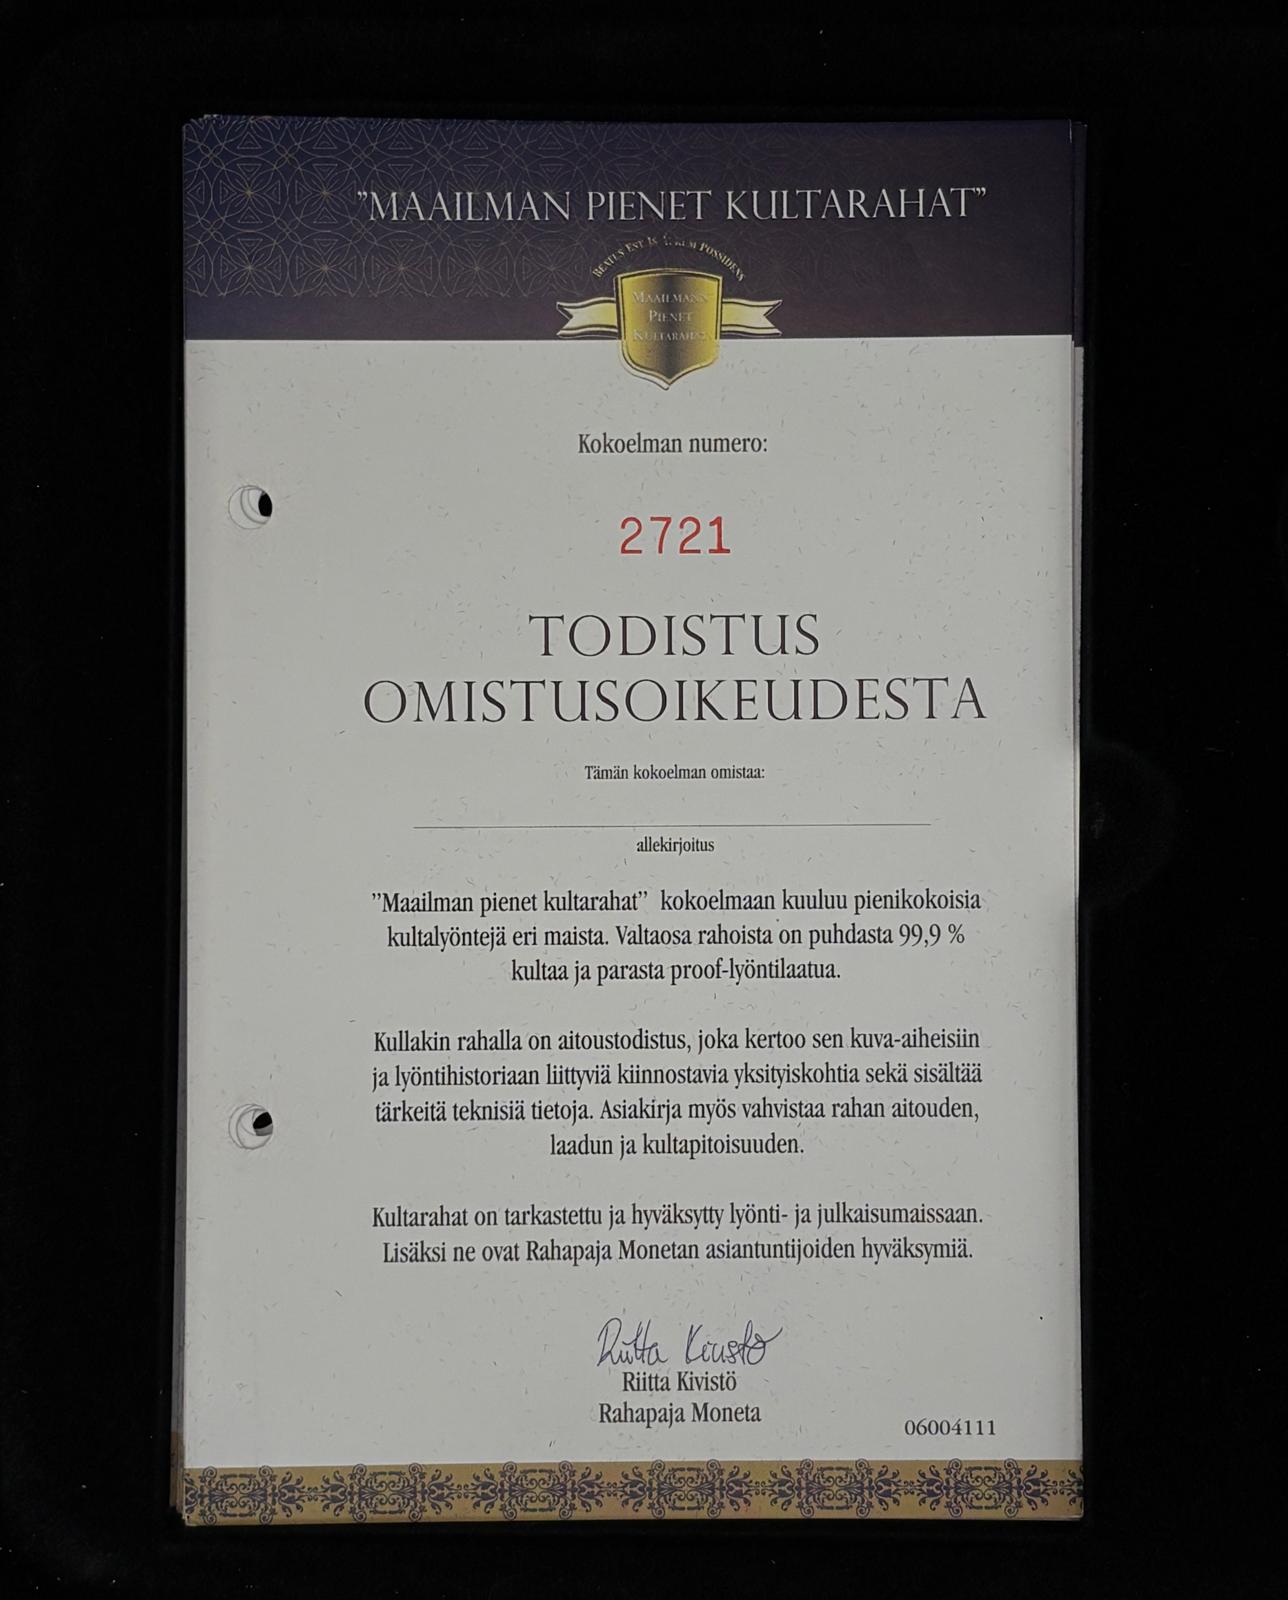 ”MAAILMAN PIENET KULTARAHAT”
BEATUS EST IS POSSIDENS
MAAILMAN
PIENET
KULTARAHAT
Kokoelman numero:
2721
TODISTUS
OMISTUSOIKEUDESTA
Tämän kokoelman omistaa:
allekirjoitus
”Maailman pienet kultarahat” kokoelmaan kuuluu pienikokoisia
kultalyöntejä eri maista. Valtaosa rahoista on puhdasta 99,9 %
kultaa ja parasta proof-lyöntilaatua.
Kullakin rahalla on aitoustodistus, joka kertoo sen kuva-aiheisiin
ja lyöntihistoriaan liittyviä kiinnostavia yksityiskohtia sekä sisältää
tärkeitä teknisiä tietoja. Asiakirja myös vahvistaa rahan aitouden,
laadun ja kultapitoisuuden.
Kultarahat on tarkastettu ja hyväksytty lyönti- ja julkaisumaissaan.
Lisäksi ne ovat Rahapaja Monetan asiantuntijoiden hyväksymiä.
Riitta Kivistö
Riitta Kivistö
Rahapaja Moneta
06004111